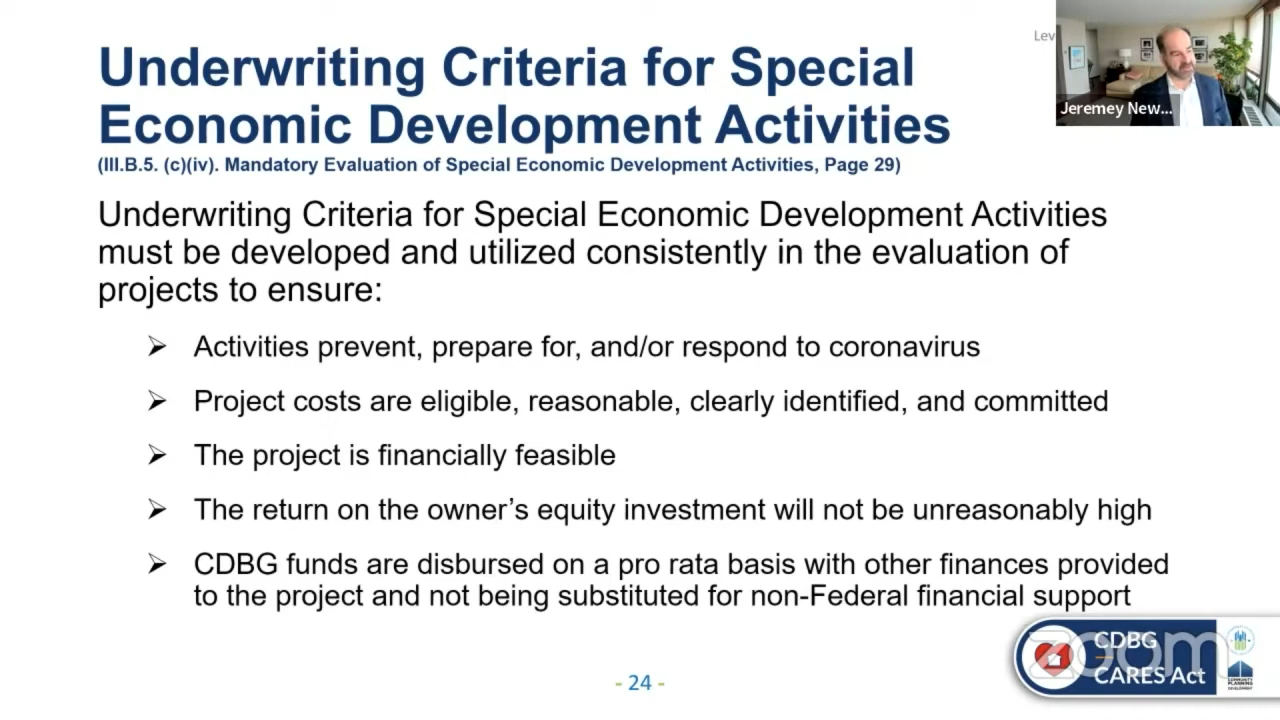 Underwriting Criteria for Special
Economic Development Activities
(III.B.5. (c)(iv). Mandatory Evaluation of Special Economic Development Activities, Page 29)
Lev
Jeremey New...
Underwriting Criteria for Special Economic Development Activities
must be developed and utilized consistently in the evaluation of
projects to ensure:
➢ Activities prevent, prepare for, and/or respond to coronavirus
➢ Project costs are eligible, reasonable, clearly identified, and committed
➢ The project is financially feasible
➢ The return on the owner’s equity investment will not be unreasonably high
➢ CDBG funds are disbursed on a pro rata basis with other finances provided
to the project and not being substituted for non-Federal financial support
- 24 -
CDBG
CARES Act
zoom
COMMUNITY
PLANNING
DEVELOPMENT